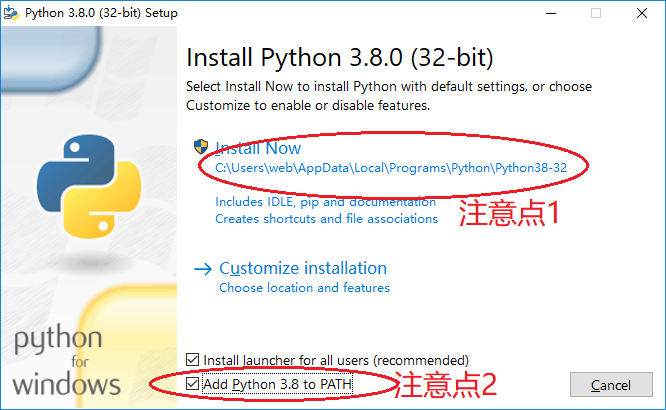 Python 3.8.0 (32-bit) Setup
Install Python 3.8.0 (32-bit)
Select Install Now to install Python with default settings, or choose
Customize to enable or disable features.
Install Now
C:\Users\web\AppData\Local\Programs\Python\Python38-32
Includes IDLE, pip and documentation
Creates shortcuts and file associations
注意点1
Customize installation
Choose location and features
python
for
windows
Install launcher for all users (recommended)
Add Python 3.8 to PATH
注意点2
Cancel